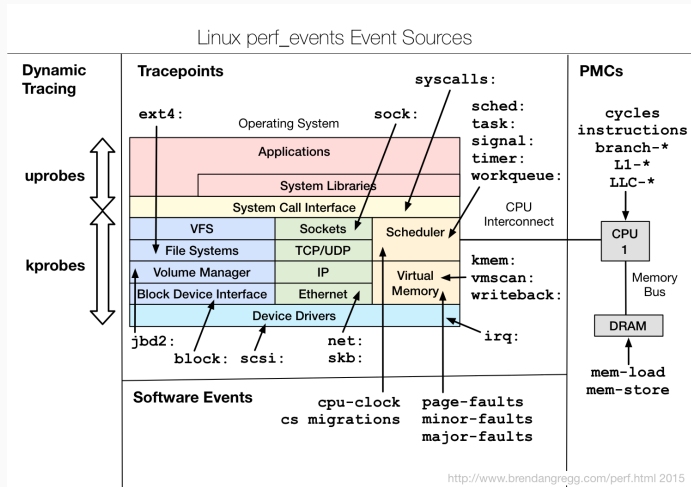 Linux perf_events Event Sources
Dynamic
Tracing
uprobes
kprobes
Tracepoints
syscalls:
ext4:
sock:
sched:
task:
signal:
timer:
workqueue:
Operating System
Applications
System Libraries
System Call Interface
VFS
Sockets
Scheduler
File Systems
TCP/UDP
Volume Manager
IP
Virtual
Memory
Block Device Interface
Ethernet
Device Drivers
CPU
Interconnect
kmem:
vmscan:
writeback:
jbd2:
block:
scsi:
net:
skb:
irq:
Software Events
cpu-clock
cs migrations
page-faults
minor-faults
major-faults
PMCs
cycles
instructions
branch-*
L1-*
LLC-*
CPU
1
Memory
Bus
DRAM
mem-load
mem-store
http://www.brendangregg.com/perf.html 2015